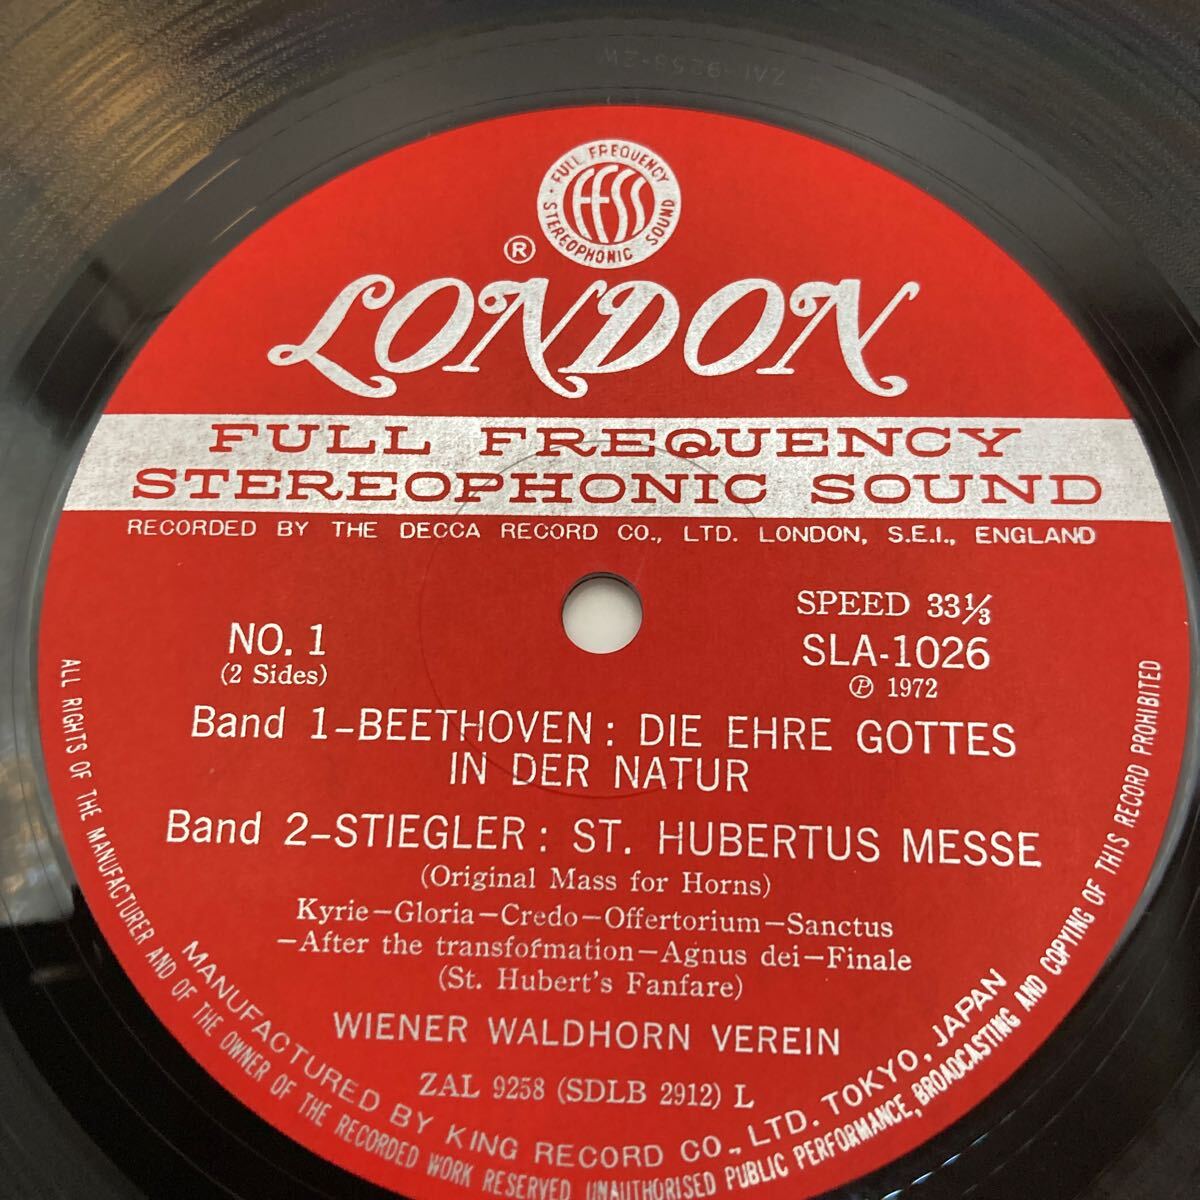 ZAL-9258-2W
FULL FREQUENCY
STEREOPHONIC SOUND
FFSS
®
LONDON
FULL FREQUENCY
STEREOPHONIC SOUND
RECORDED BY THE DECCA RECORD CO., LTD. LONDON, S.E.I., ENGLAND
NO. 1
(2 Sides)
SPEED 33⅓
SLA-1026
℗ 1972
Band 1–BEETHOVEN : DIE EHRE GOTTES
IN DER NATUR
Band 2–STIEGLER : ST. HUBERTUS MESSE
(Original Mass for Horns)
Kyrie–Gloria–Credo–Offertorium–Sanctus
–After the transformation–Agnus dei–Finale
(St. Hubert's Fanfare)
WIENER WALDHORN VEREIN
ZAL 9258 (SDLB 2912) L
MANUFACTURED BY KING RECORD CO., LTD. TOKYO, JAPAN
ALL RIGHTS OF THE MANUFACTURER AND OF THE OWNER OF THE RECORDED WORK RESERVED UNAUTHORISED PUBLIC PERFORMANCE, BROADCASTING AND COPYING OF THIS RECORD PROHIBITED